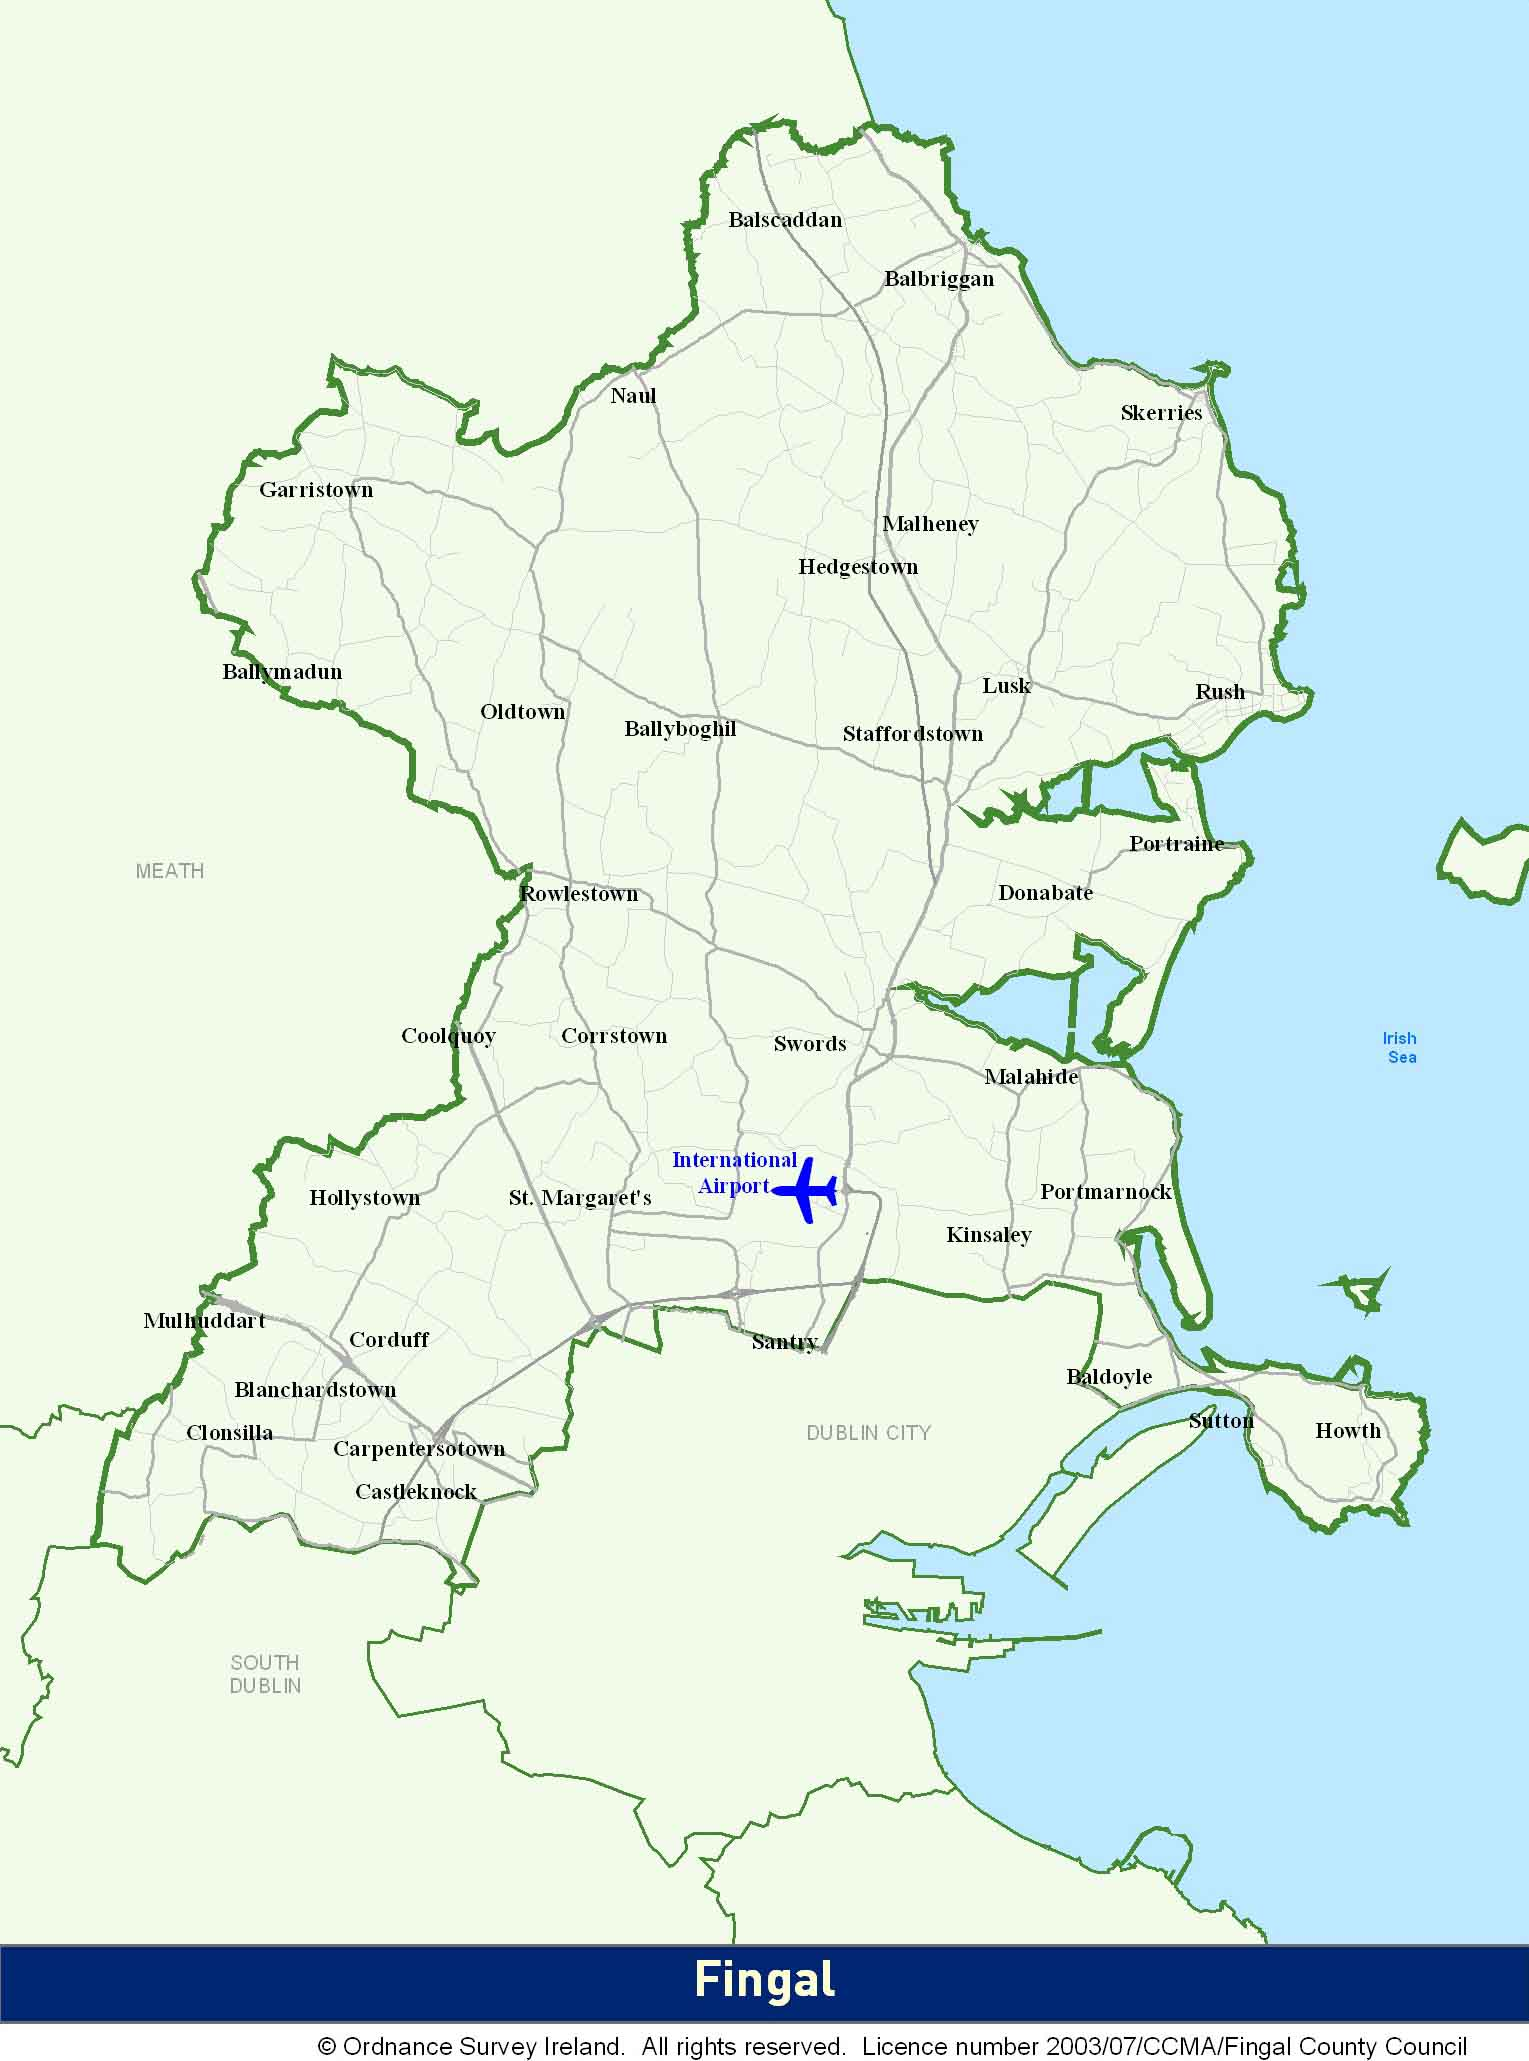 Balscaddan
Balbriggan
Naul
Skerries
Garristown
Malheney
Hedgestown
Ballymadun
Lusk
Rush
Oldtown
Ballyboghil
Staffordstown
Portraine
MEATH
Rowlestown
Donabate
Coolquoy
Corrstown
Swords
Irish
Sea
Malahide
International
Airport
Hollystown
St. Margaret's
Portmarnock
Kinsaley
Mulhuddart
Corduff
Santry
Blanchardstown
Baldoyle
Clonsilla
DUBLIN CITY
Sutton
Howth
Carpentersotown
Castleknock
SOUTH
DUBLIN
Fingal
© Ordnance Survey Ireland. All rights reserved. Licence number 2003/07/CCMA/Fingal County Council